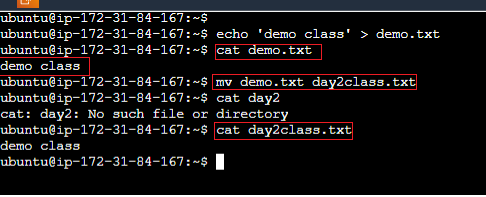 ubuntu@ip-172-31-84-167:~$
ubuntu@ip-172-31-84-167:~$ echo 'demo class' > demo.txt
ubuntu@ip-172-31-84-167:~$ cat demo.txt
demo class
ubuntu@ip-172-31-84-167:~$ mv demo.txt day2class.txt
ubuntu@ip-172-31-84-167:~$ cat day2
cat: day2: No such file or directory
ubuntu@ip-172-31-84-167:~$ cat day2class.txt
demo class
ubuntu@ip-172-31-84-167:~$